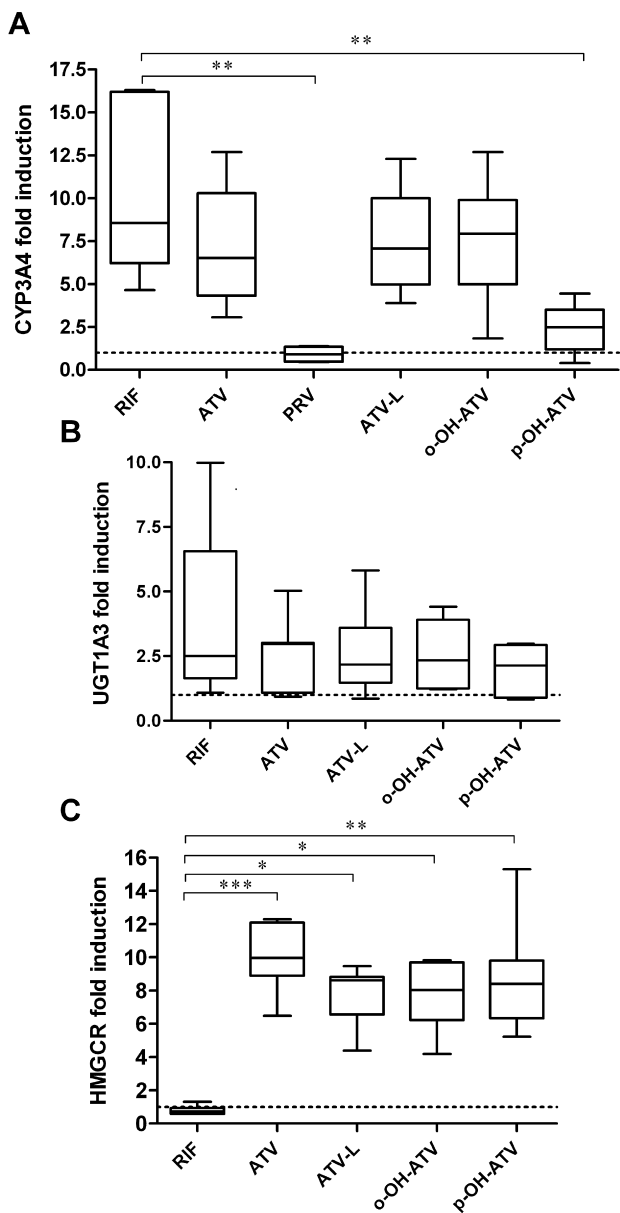 A
**
**
17.5
15.0
12.5
10.0
7.5
5.0
2.5
0.0
CYP3A4 fold induction
RIF
ATV
PRV
ATV-L
o-OH-ATV
p-OH-ATV
B
10.0
7.5
5.0
2.5
0.0
UGT1A3 fold induction
RIF
ATV
ATV-L
o-OH-ATV
p-OH-ATV
C
**
*
*
***
16
14
12
10
8
6
4
2
0
HMGCR fold induction
RIF
ATV
ATV-L
o-OH-ATV
p-OH-ATV